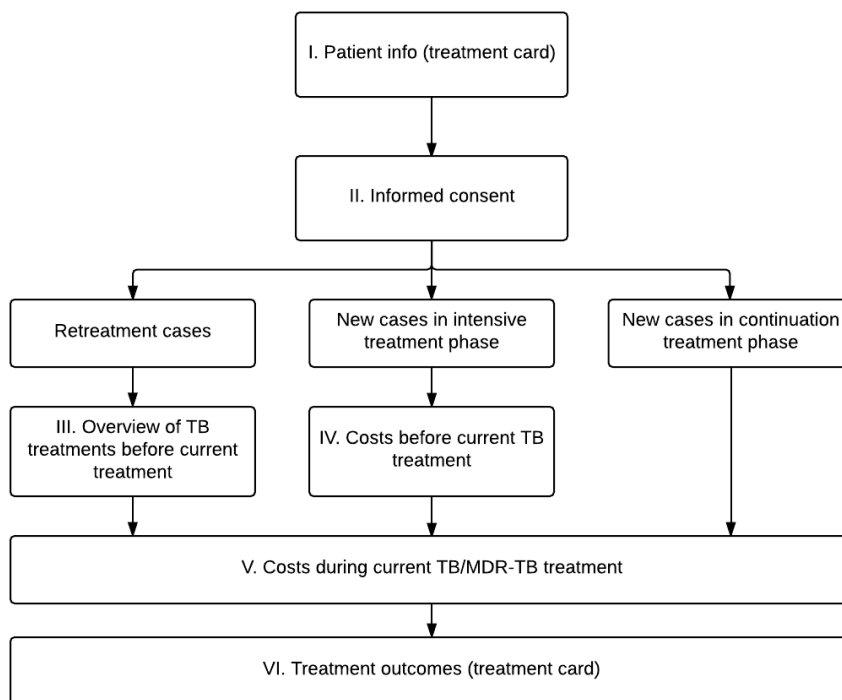 I. Patient info (treatment card)
II. Informed consent
Retreatment cases
New cases in intensive
treatment phase
New cases in continuation
treatment phase
III. Overview of TB
treatments before current
treatment
IV. Costs before current TB
treatment
V. Costs during current TB/MDR-TB treatment
VI. Treatment outcomes (treatment card)